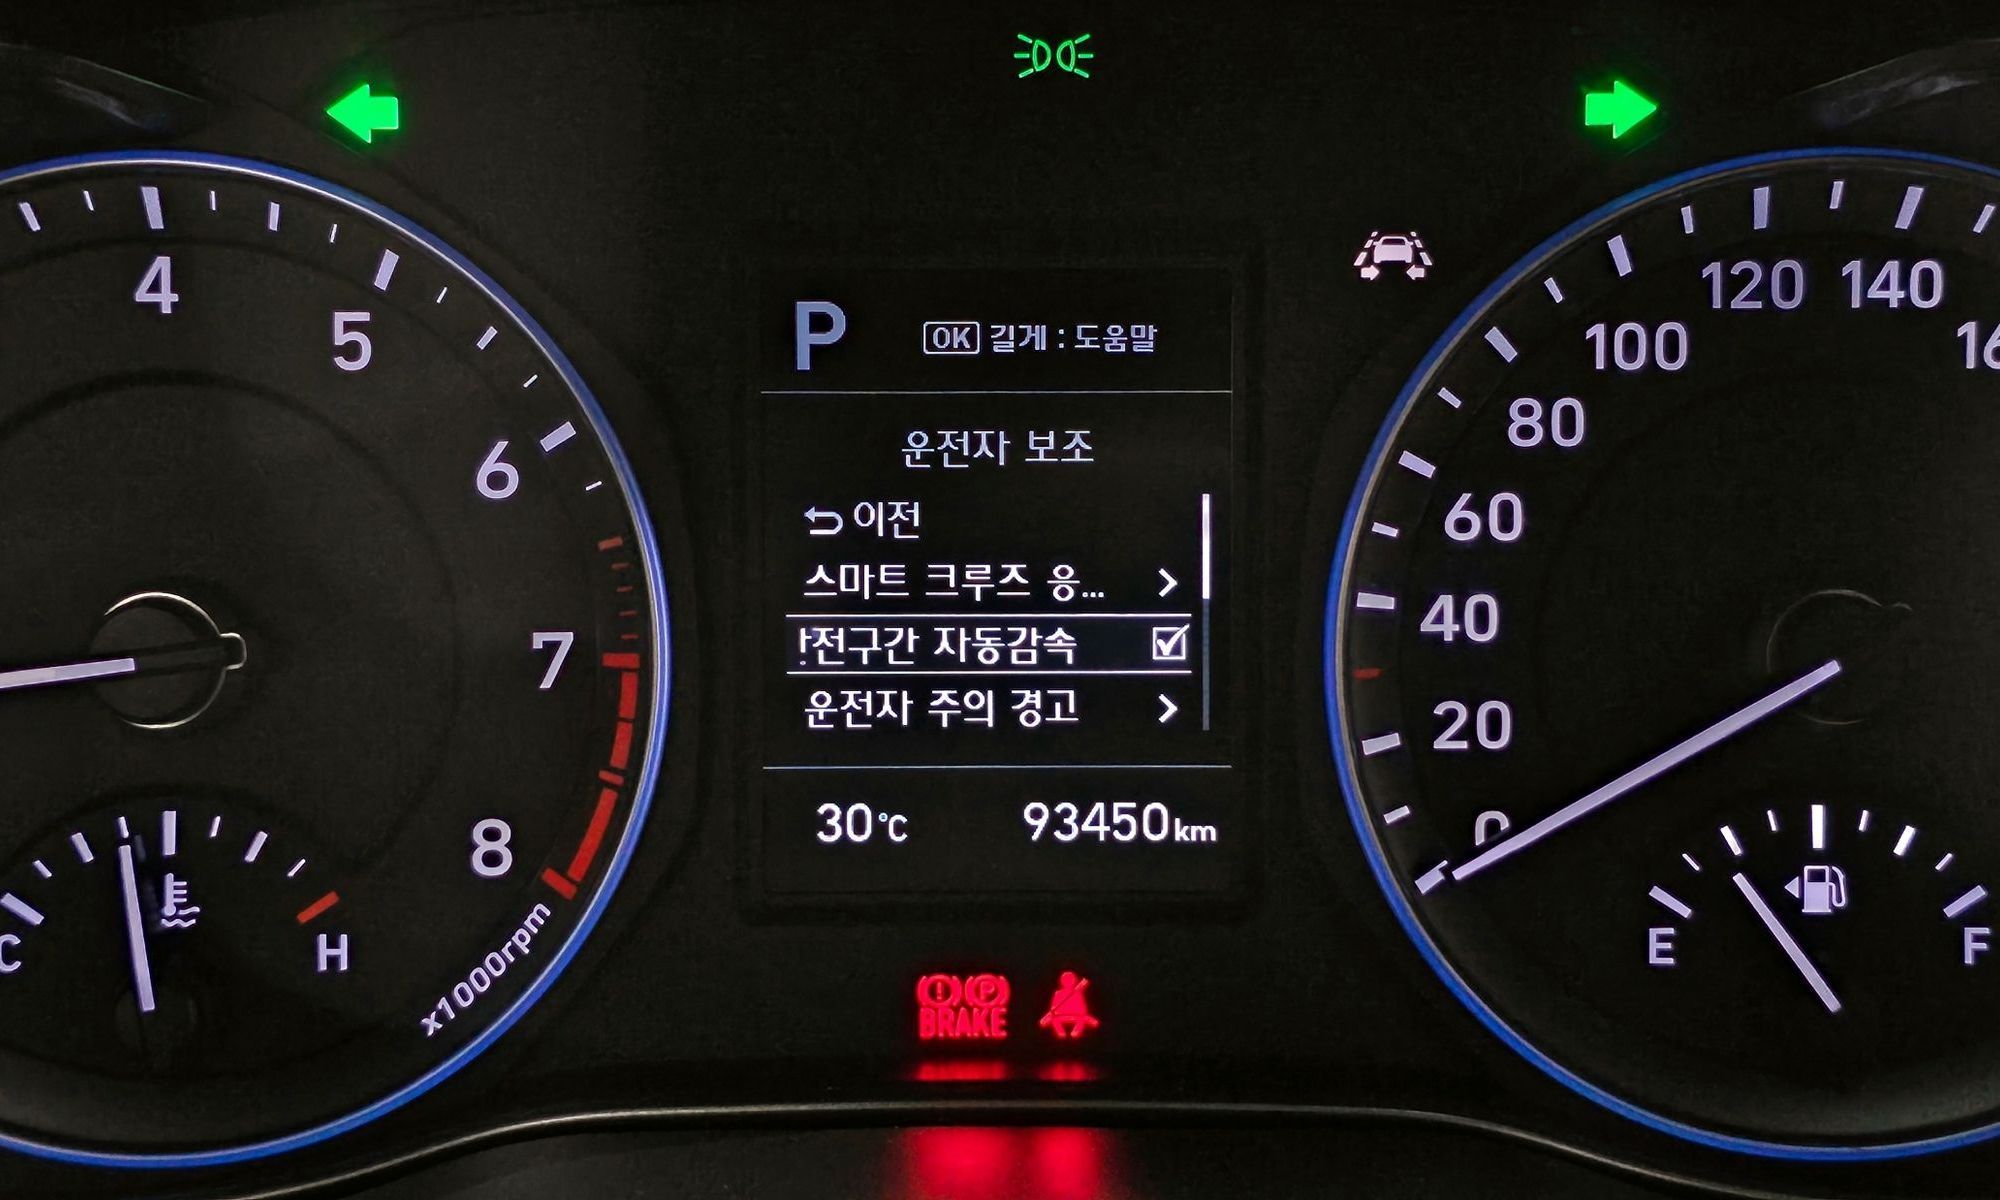 4
5
6
7
8
x1000rpm
C
H
P
OK 길게 : 도움말
운전자 보조
이전
스마트 크루즈 응...
전구간 자동감속
운전자 주의 경고
30°C
93450km
BRAKE
P
0
20
40
60
80
100
120
140
E
F